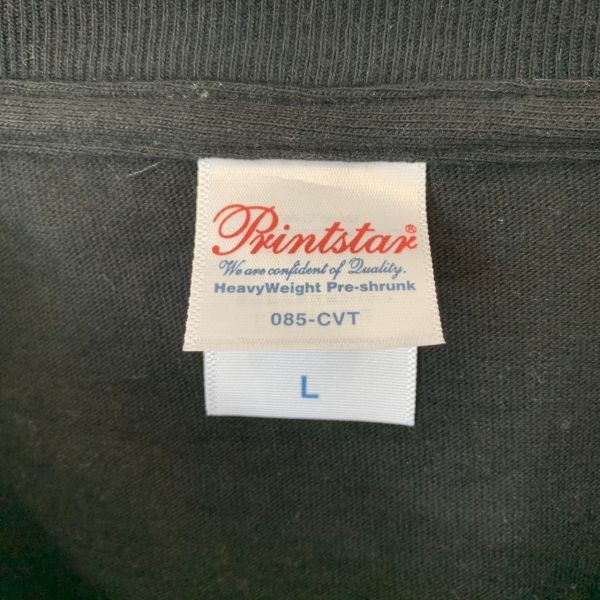 Printstar®
We are confident of Quality.
HeavyWeight Pre-shrunk
085-CVT
L